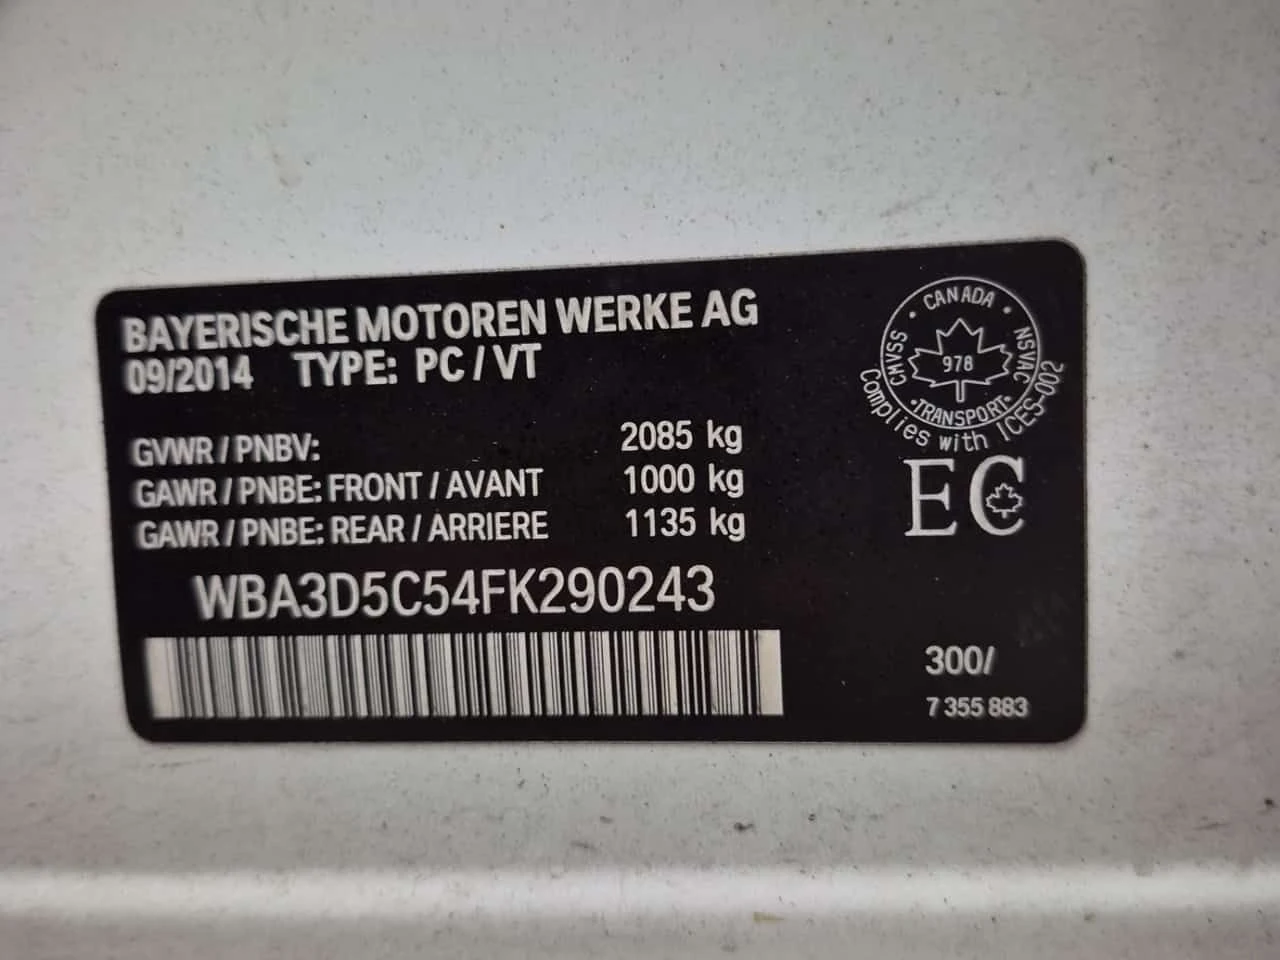 BAYERISCHE MOTOREN WERKE AG
09/2014 TYPE: PC / VT
GVWR / PNBV: 2085 kg
GAWR / PNBE: FRONT / AVANT 1000 kg
GAWR / PNBE: REAR / ARRIERE 1135 kg
WBA3D5C54FK290243
CANADA
CMVSS
NSVAC
978
TRANSPORT
Complies with ICES-002
EC
300/
7 355 883